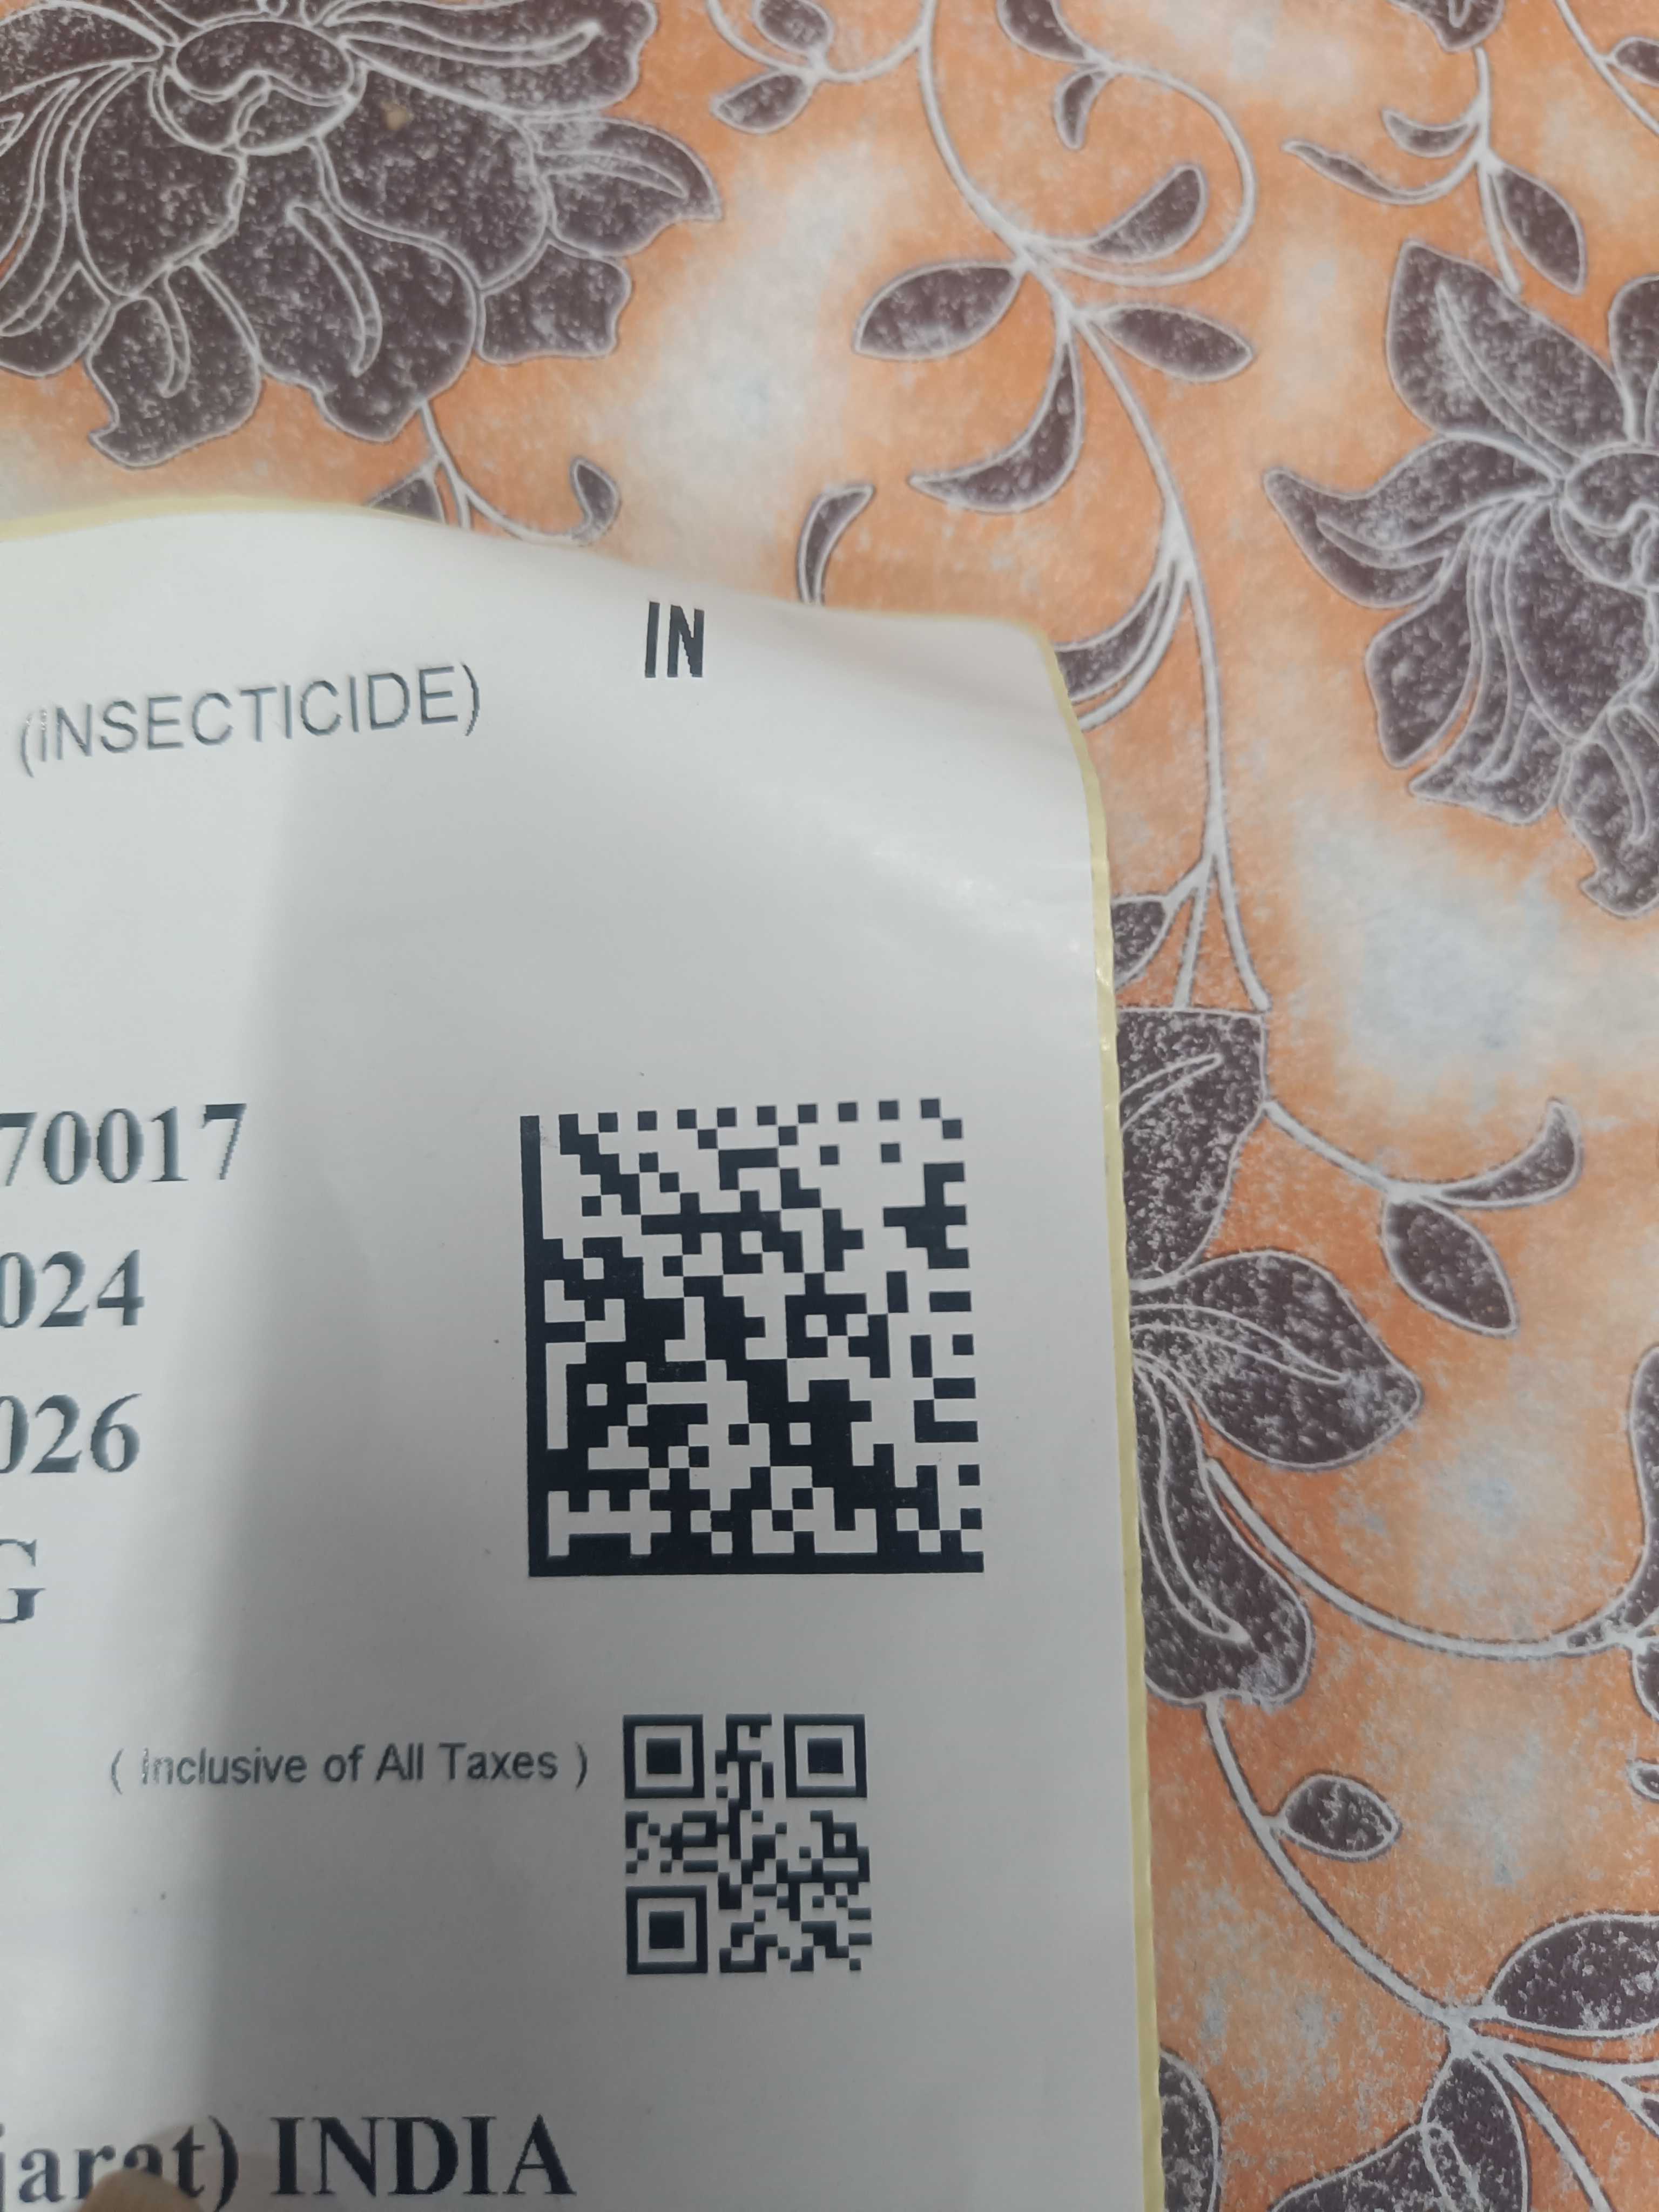 IN
(INSECTICIDE)
70017
024
026
G
( Inclusive of All Taxes )
jarat) INDIA